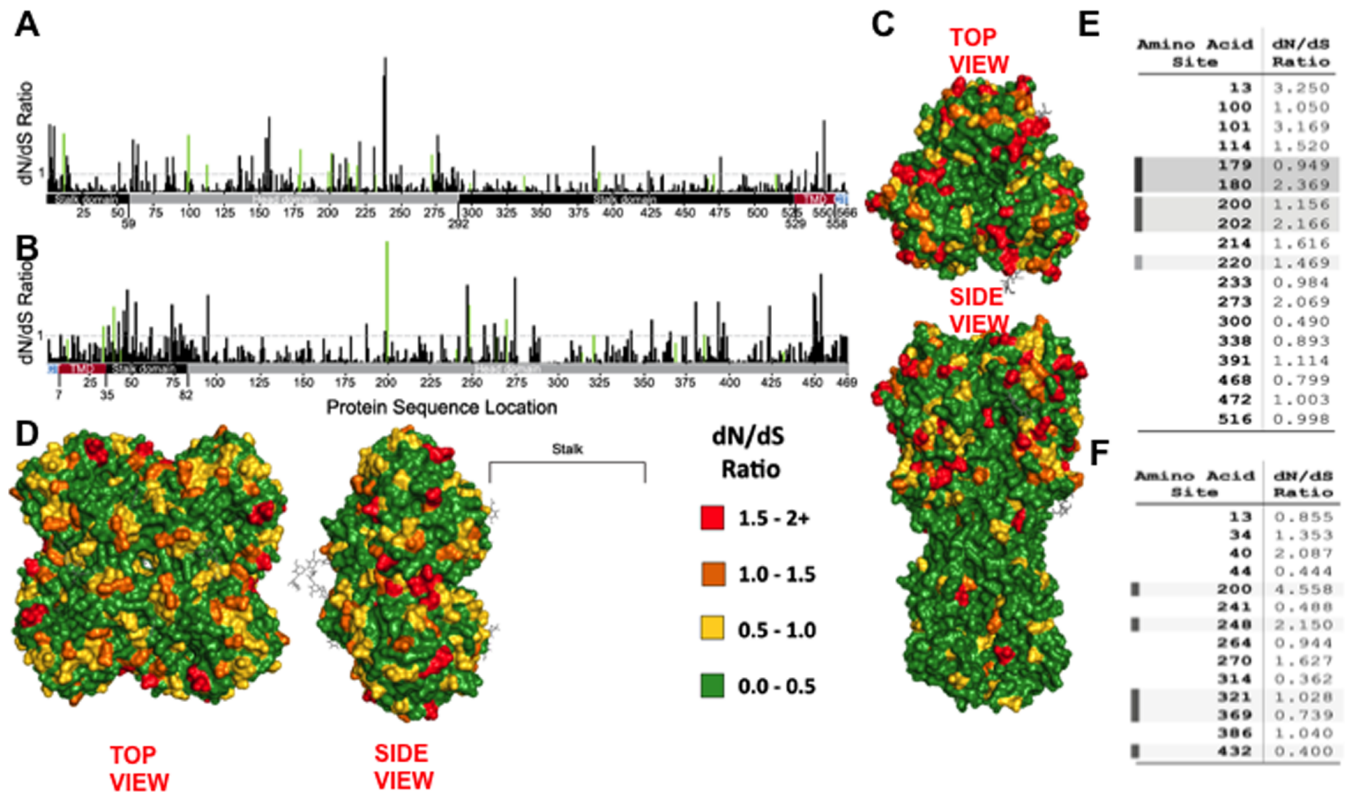 A
dN/dS Ratio
1
Stalk domain
Head domain
Stalk domain
TMD
25 50 75 100 125 150 175 200 225 250 275 300 325 350 375 400 425 450 475 500 525 550 566
59 292 529 558
B
dN/dS Ratio
1
TMD
Stalk domain
Head domain
25 50 75 100 125 150 175 200 225 250 275 300 325 350 375 400 425 450 469
7 35 82
Protein Sequence Location
C
TOP
VIEW
SIDE
VIEW
D
TOP
VIEW
SIDE
VIEW
Stalk
dN/dS
Ratio
1.5 - 2+
1.0 - 1.5
0.5 - 1.0
0.0 - 0.5
E
Amino Acid dN/dS
Site Ratio
13 3.250
100 1.050
101 3.169
114 1.520
179 0.949
180 2.369
200 1.156
202 2.166
214 1.616
220 1.469
233 0.984
273 2.069
300 0.490
338 0.893
391 1.114
468 0.799
472 1.003
516 0.998
F
Amino Acid dN/dS
Site Ratio
13 0.855
34 1.353
40 2.087
44 0.444
200 4.558
241 0.488
248 2.150
264 0.944
270 1.627
314 0.362
321 1.028
369 0.739
386 1.040
432 0.400